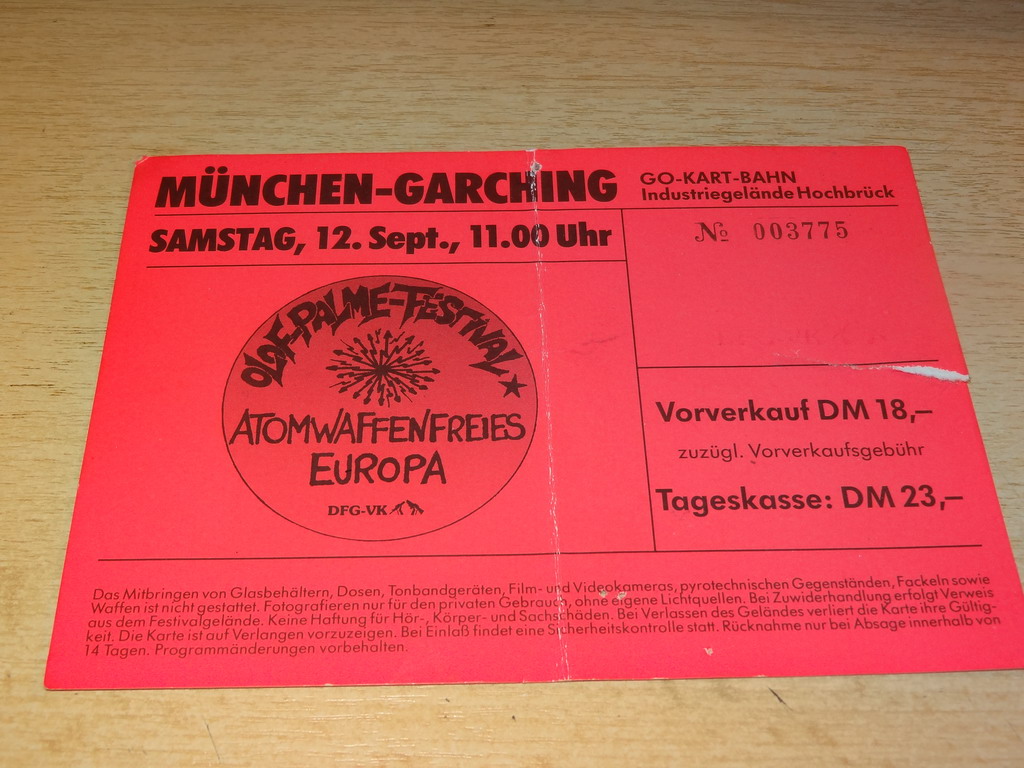 MÜNCHEN-GARCHING
GO-KART-BAHN
Industriegelände Hochbrück
SAMSTAG, 12. Sept., 11.00 Uhr
№ 003775
OLOF-PALME-FESTIVAL
ATOMWAFFENFREIES
EUROPA
DFG-VK
Vorverkauf DM 18,–
zuzügl. Vorverkaufsgebühr
Tageskasse: DM 23,–
Das Mitbringen von Glasbehältern, Dosen, Tonbandgeräten, Film- und Videokameras, pyrotechnischen Gegenständen, Fackeln sowie
Waffen ist nicht gestattet. Fotografieren nur für den privaten Gebrauch, ohne eigene Lichtquellen. Bei Zuwiderhandlung erfolgt Verweis
aus dem Festivalgelände. Keine Haftung für Hör-, Körper- und Sachschäden. Bei Verlassen des Geländes verliert die Karte ihre Gültig-
keit. Die Karte ist auf Verlangen vorzuzeigen. Bei Einlaß findet eine Sicherheitskontrolle statt. Rücknahme nur bei Absage innerhalb von
14 Tagen. Programmänderungen vorbehalten.